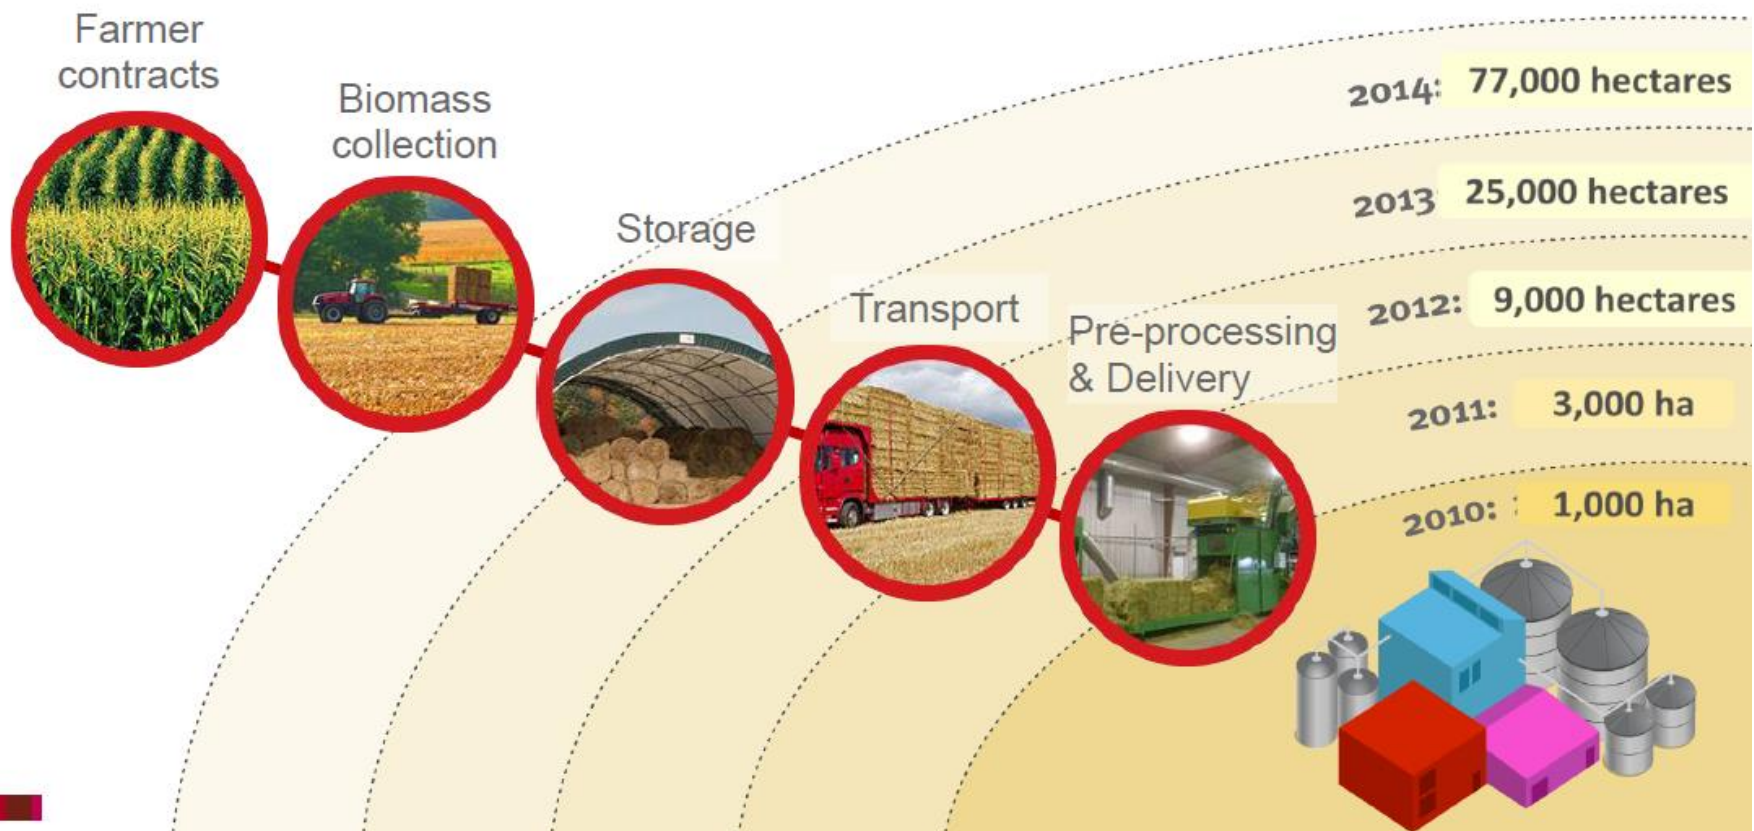 Farmer
contracts
Biomass
collection
Storage
Transport
Pre-processing
& Delivery
2014: 77,000 hectares
2013 25,000 hectares
2012: 9,000 hectares
2011: 3,000 ha
2010: 1,000 ha